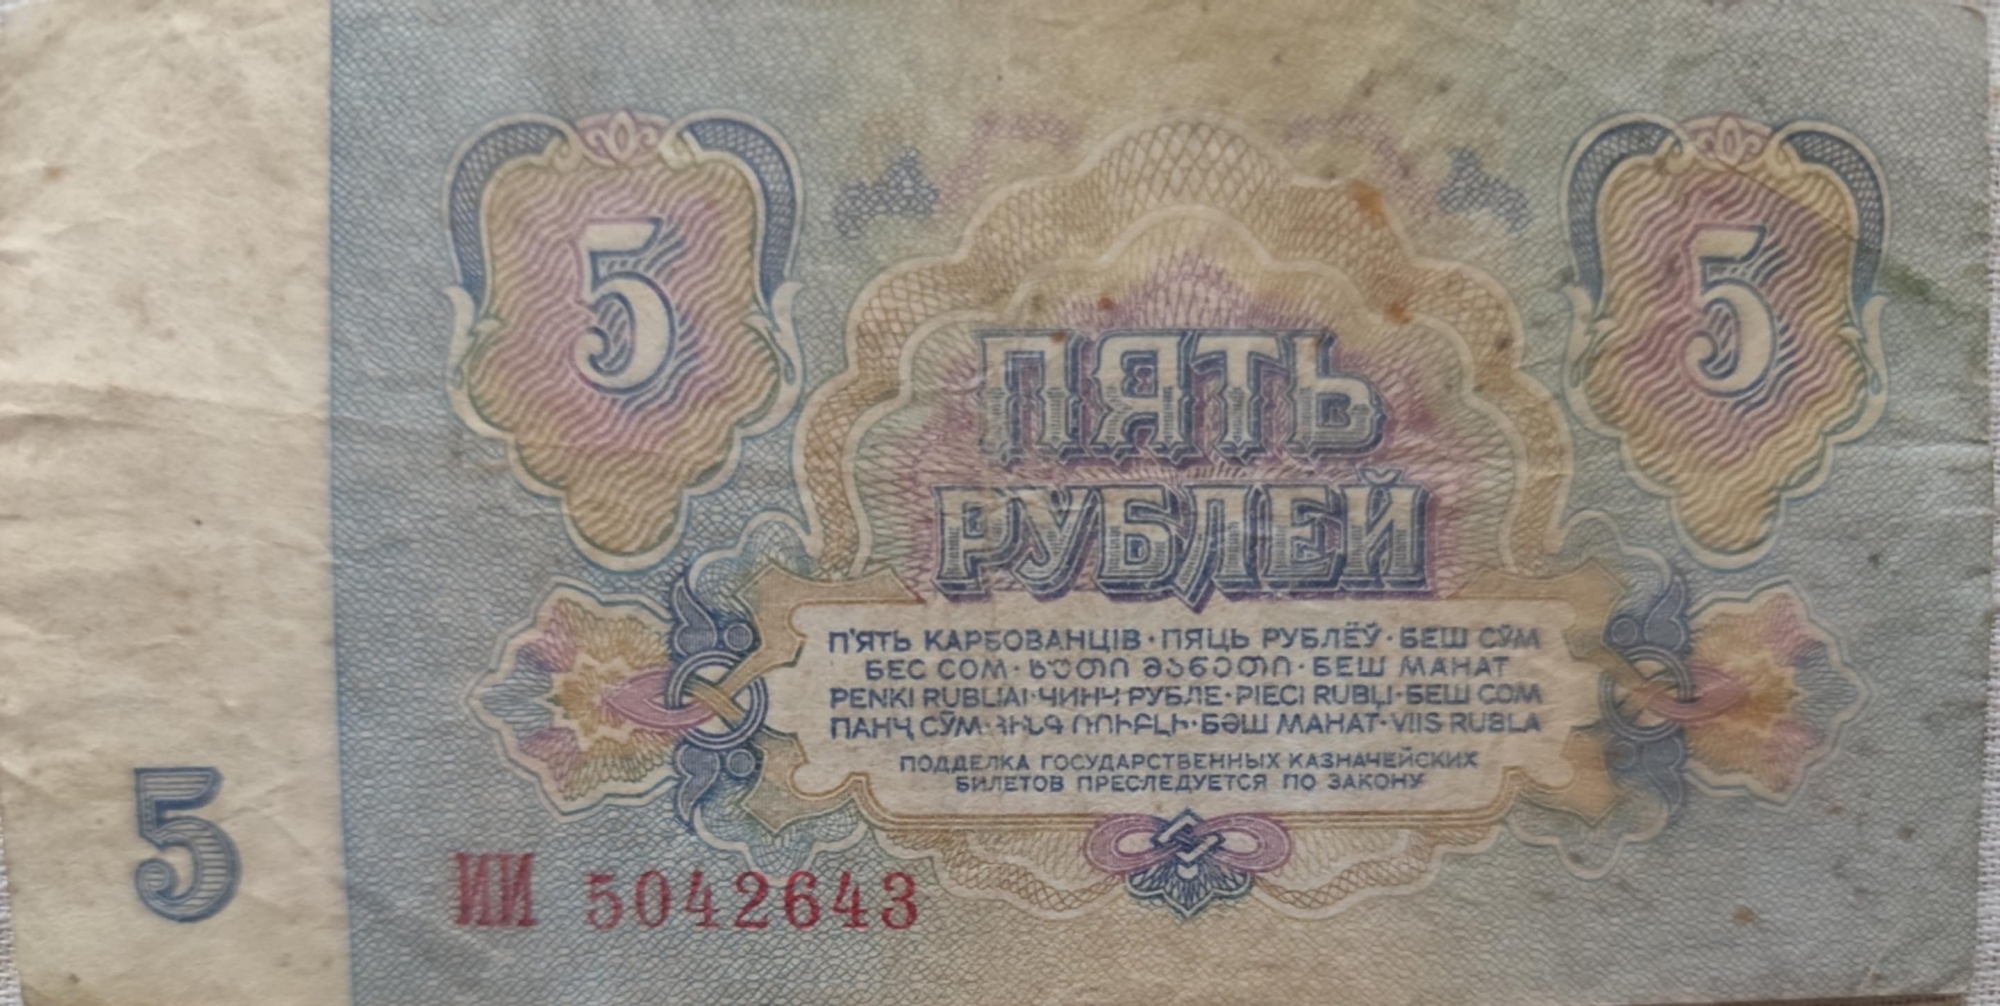 5
5
ПЯТЬ
РУБЛЕЙ
П'ЯТЬ КАРБОВАНЦІВ · ПЯЦЬ РУБЛЁЎ · БЕШ СЎМ
БЕС СОМ · ხუთი მანეთი · БЕШ МАНАТ
PENKI RUBLIAI · ЧИНЧ РУБЛЕ · PIECI RUBĻI · БЕШ СОМ
ПАНҶ СӮМ · ՀԻՆԳ ՌՈՒԲԼԻ · БӘШ МАНАТ · VIIS RUBLA
ПОДДЕЛКА ГОСУДАРСТВЕННЫХ КАЗНАЧЕЙСКИХ
БИЛЕТОВ ПРЕСЛЕДУЕТСЯ ПО ЗАКОНУ
5
ИИ 5042643